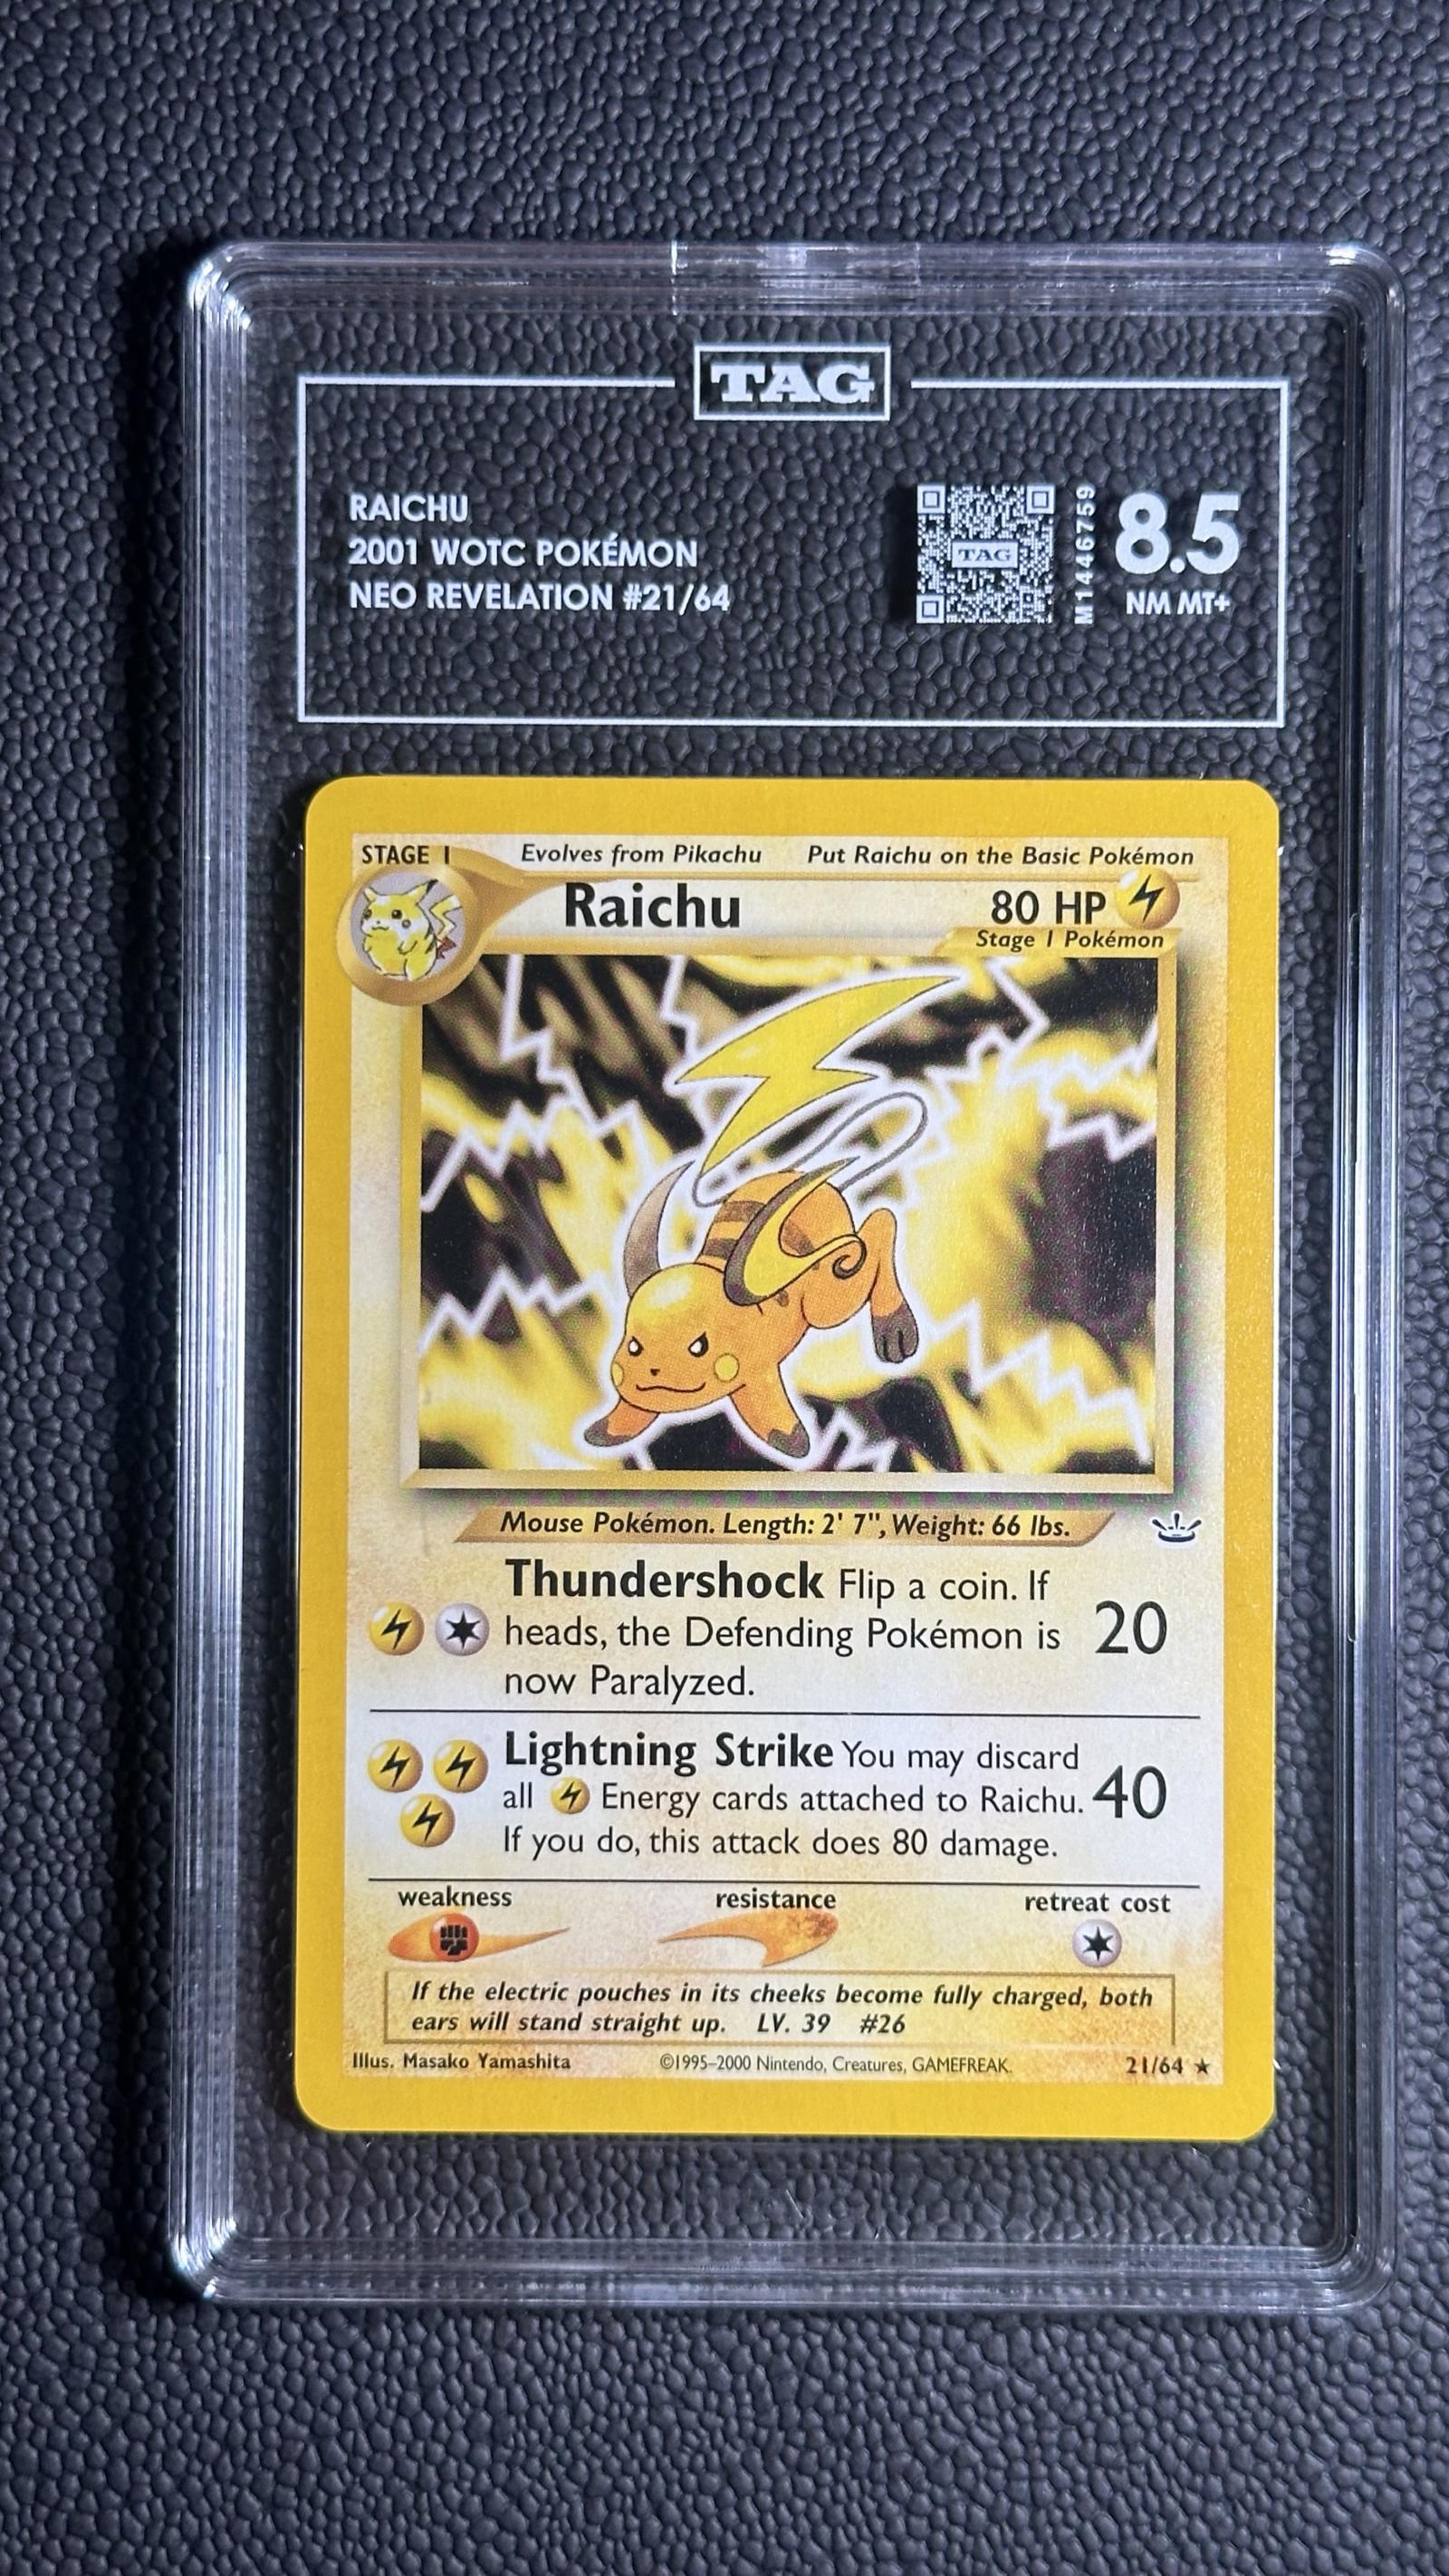 TAG
RAICHU
2001 WOTC POKÉMON
NEO REVELATION #21/64
TAG
M1446759
8.5
NM MT+
STAGE 1
Evolves from Pikachu
Put Raichu on the Basic Pokémon
Raichu
80 HP
Stage 1 Pokémon
Mouse Pokémon. Length: 2' 7", Weight: 66 lbs.
Thundershock Flip a coin. If
heads, the Defending Pokémon is
now Paralyzed.
20
Lightning Strike You may discard
all Energy cards attached to Raichu.
If you do, this attack does 80 damage.
40
weakness
resistance
retreat cost
If the electric pouches in its cheeks become fully charged, both
ears will stand straight up. LV. 39 #26
Illus. Masako Yamashita
©1995–2000 Nintendo, Creatures, GAMEFREAK.
21/64 ★